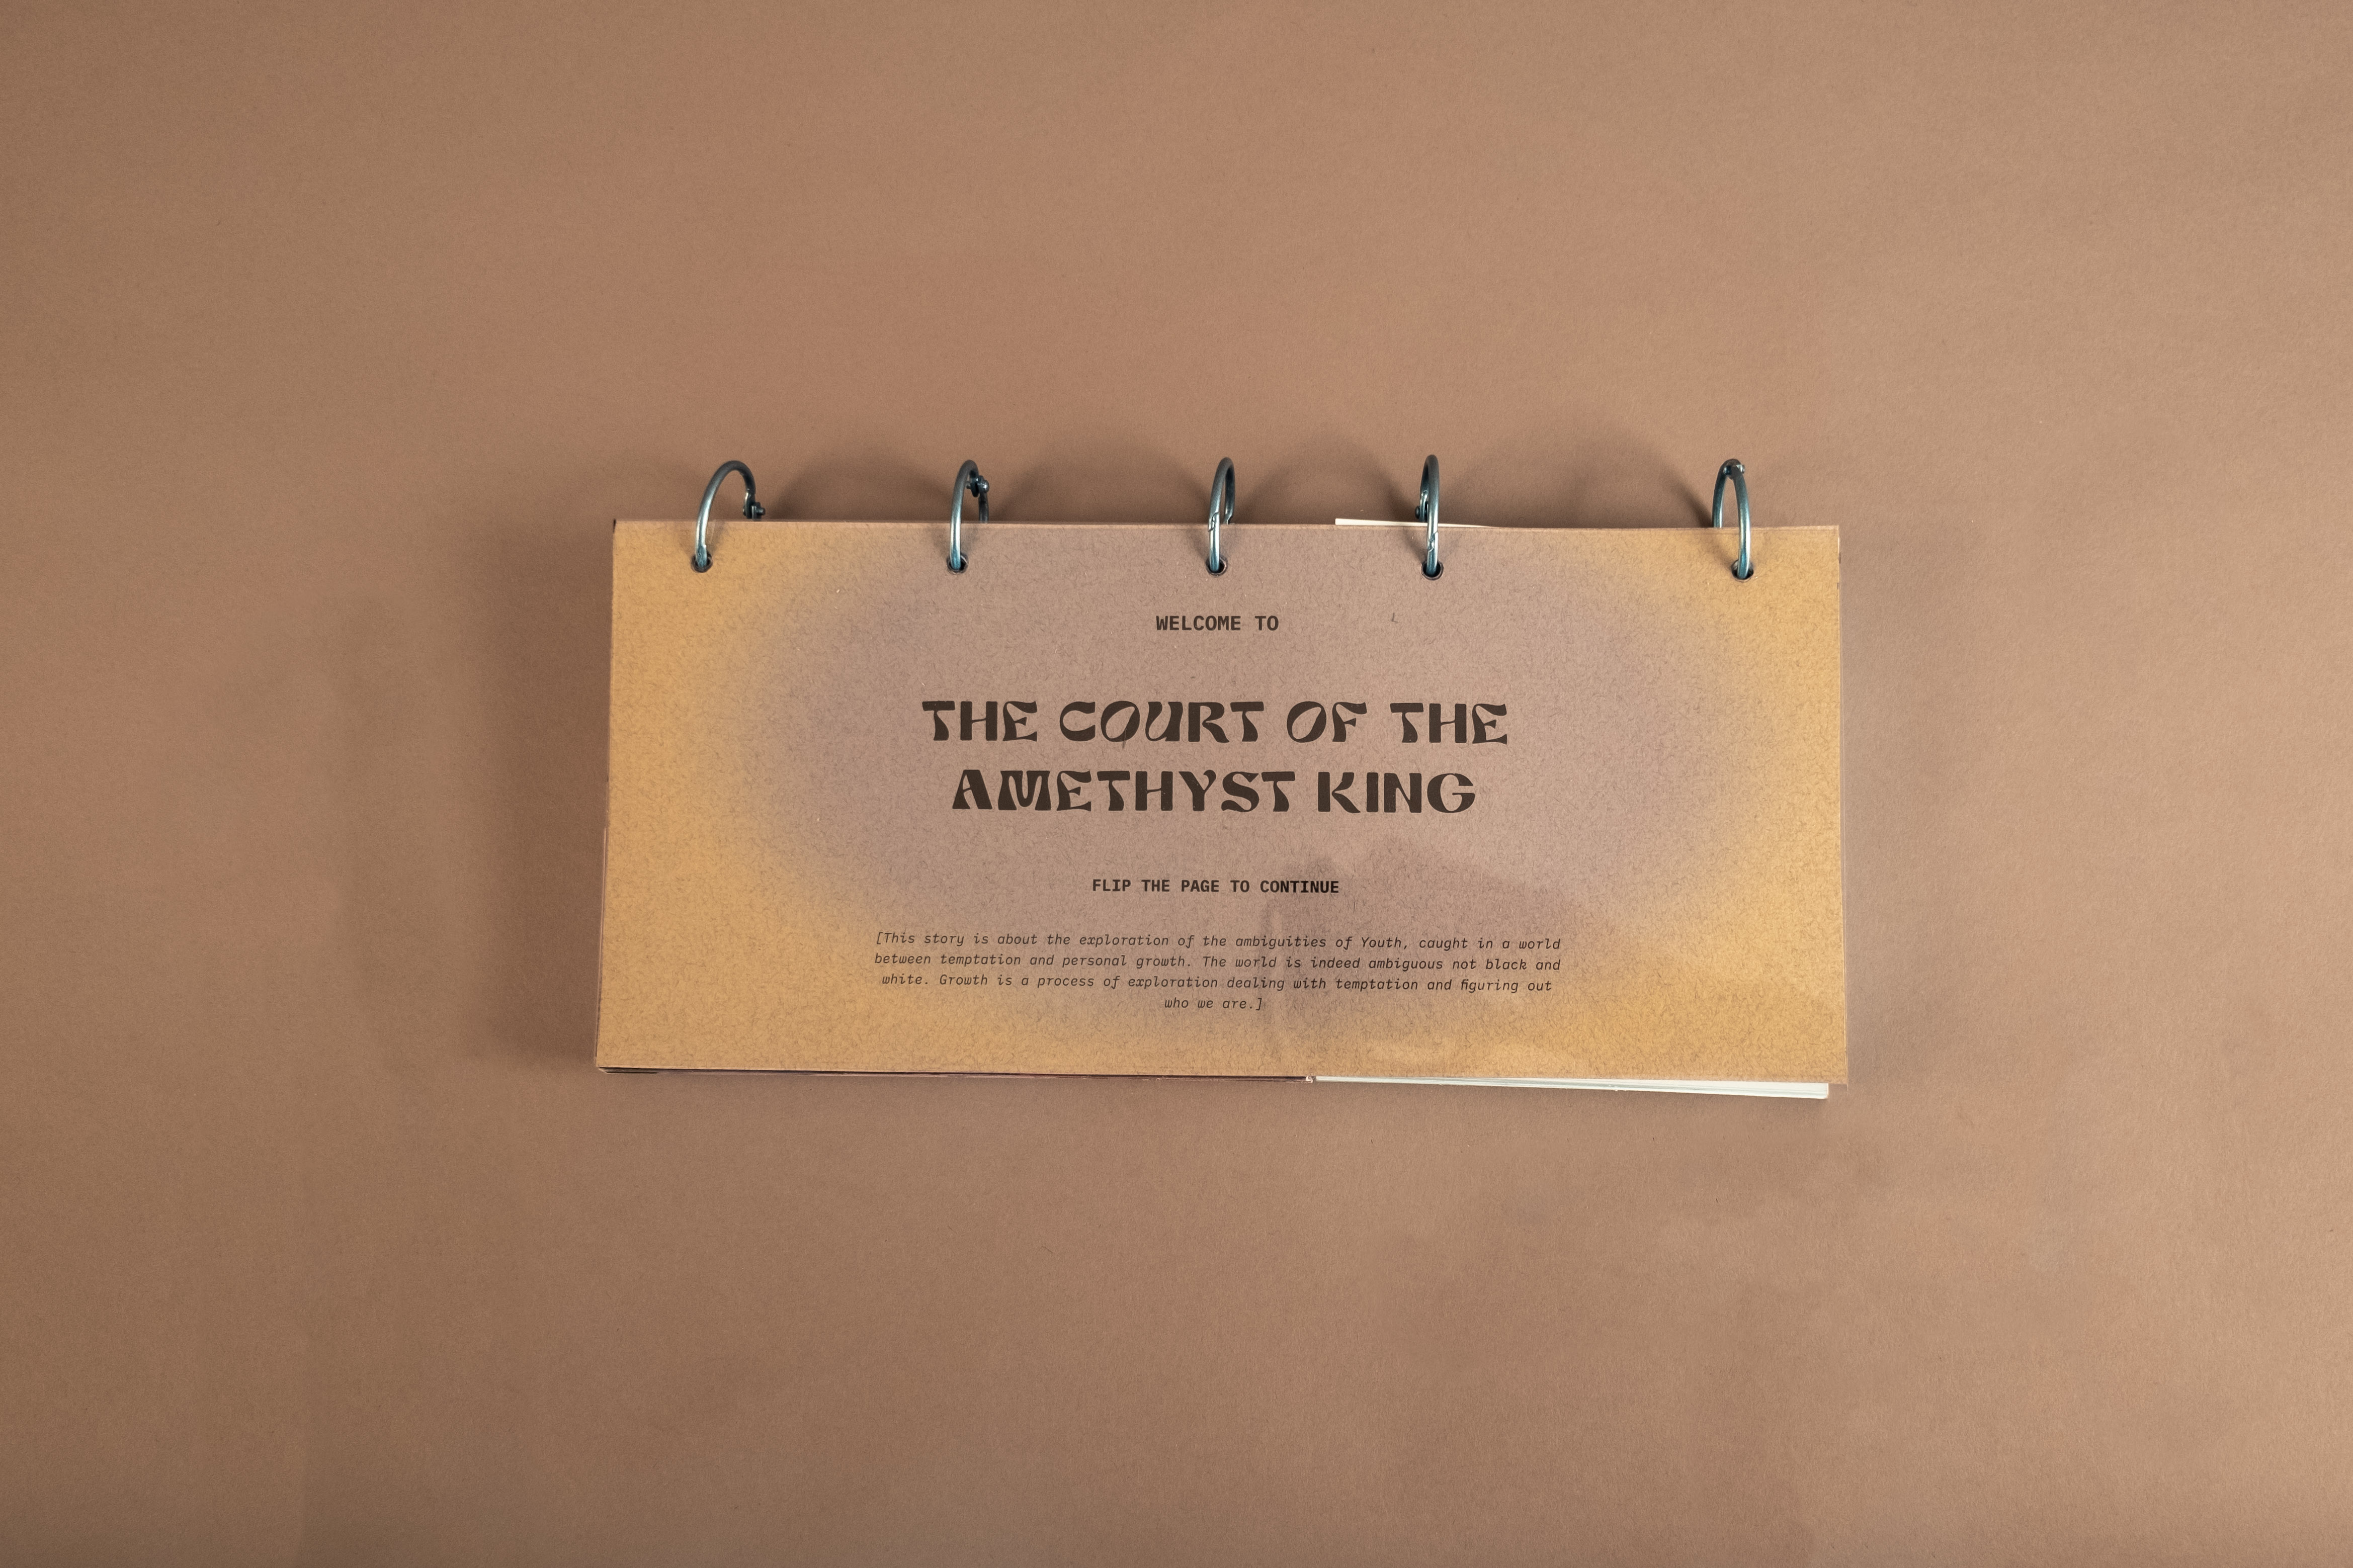 WELCOME TO
THE COURT OF THE
AMETHYST KING
FLIP THE PAGE TO CONTINUE
[This story is about the exploration of the ambiguities of Youth, caught in a world
between temptation and personal growth. The world is indeed ambiguous not black and
white. Growth is a process of exploration dealing with temptation and figuring out
who we are.]